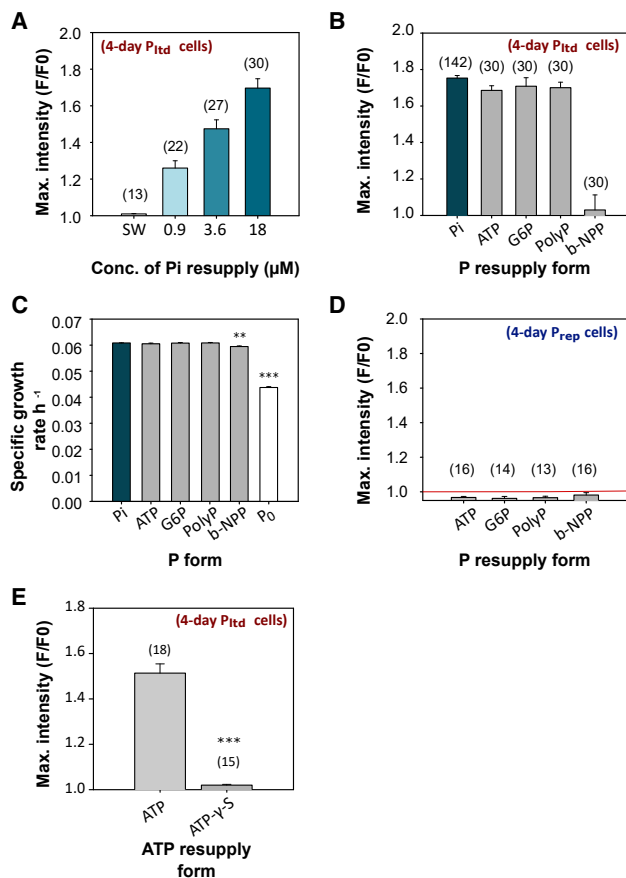 A
(4-day Pltd cells)
Max. intensity (F/F0)
2.0
1.8
1.6
1.4
1.2
1.0
(13)
(22)
(27)
(30)
SW
0.9
3.6
18
Conc. of Pi resupply (µM)
B
(4-day Pltd cells)
Max. intensity (F/F0)
2.0
1.8
1.6
1.4
1.2
1.0
(142)
(30)
(30)
(30)
(30)
Pi
ATP
G6P
PolyP
b-NPP
P resupply form
C
Specific growth
rate h -1
0.07
0.06
0.05
0.04
0.03
0.02
0.01
0.00
**
***
Pi
ATP
G6P
PolyP
b-NPP
P0
P form
D
(4-day Prep cells)
Max. intensity (F/F0)
2.0
1.8
1.6
1.4
1.2
1.0
(16)
(14)
(13)
(16)
ATP
G6P
PolyP
b-NPP
P resupply form
E
(4-day Pltd cells)
Max. intensity (F/F0)
1.8
1.6
1.4
1.2
1.0
(18)
***
(15)
ATP
ATP-γ-S
ATP resupply
form